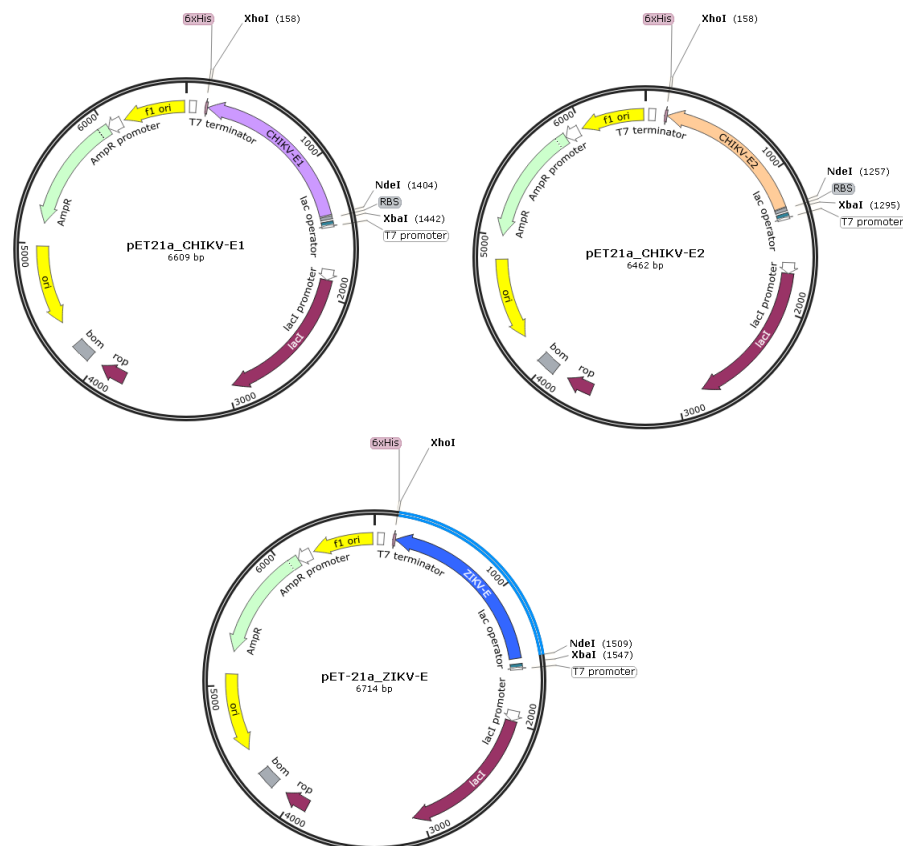 6xHis
XhoI (158)
f1 ori
T7 terminator
6000
AmpR promoter
AmpR
CHIKV-E1
1000
NdeI (1404)
RBS
XbaI (1442)
T7 promoter
lac operator
pET21a_CHIKV-E1
6609 bp
5000
ori
lacI promoter
2000
lacI
bom
rop
4000
3000
6xHis
XhoI (158)
f1 ori
T7 terminator
6000
AmpR promoter
AmpR
CHIKV-E2
1000
NdeI (1257)
RBS
XbaI (1295)
T7 promoter
lac operator
pET21a_CHIKV-E2
6462 bp
5000
ori
lacI promoter
2000
lacI
bom
rop
4000
3000
6xHis
XhoI
f1 ori
T7 terminator
6000
AmpR promoter
AmpR
ZIKV-E
1000
lac operator
NdeI (1509)
XbaI (1547)
T7 promoter
pET-21a_ZIKV-E
6714 bp
5000
ori
lacI promoter
2000
lacI
bom
rop
4000
3000